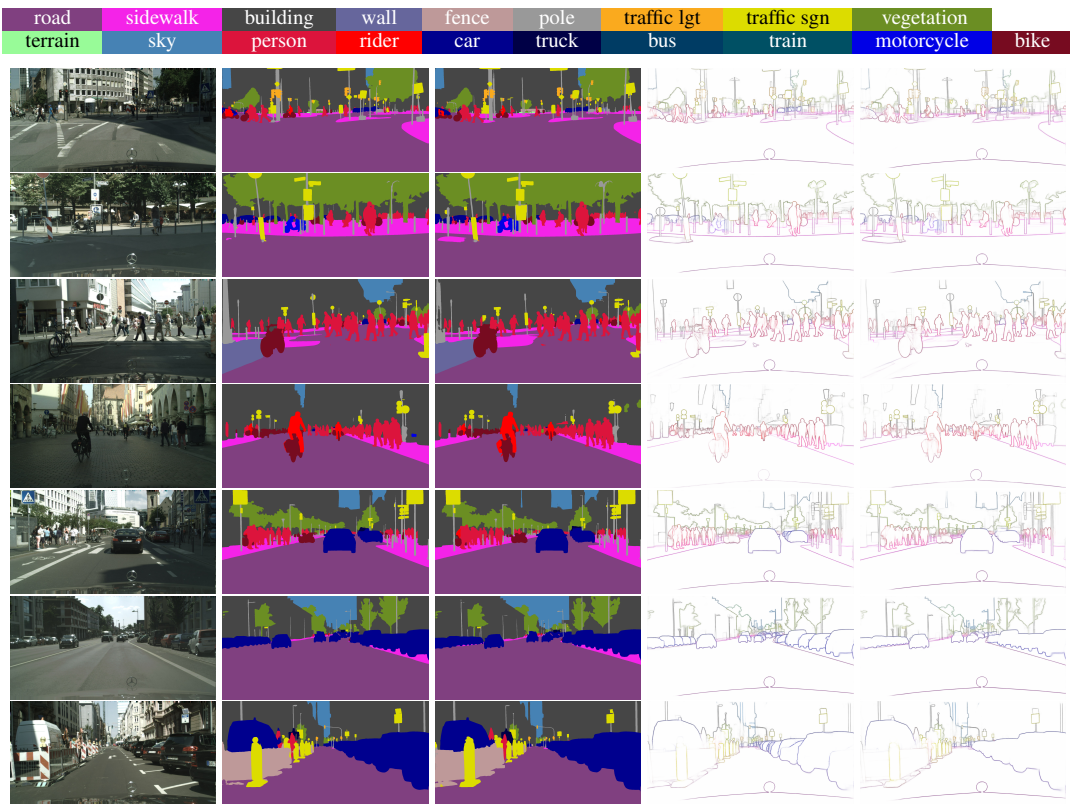 road sidewalk building wall fence pole traffic lgt traffic sgn vegetation
terrain sky person rider car truck bus train motorcycle bike